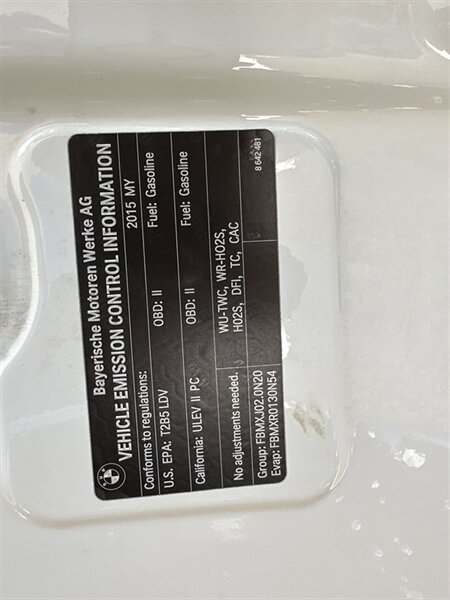 Bayerische Motoren Werke AG
VEHICLE EMISSION CONTROL INFORMATION
Conforms to regulations: 2015 MY
U.S. EPA: T2B5 LDV OBD: II Fuel: Gasoline
California: ULEV II PC OBD: II Fuel: Gasoline
No adjustments needed. WU-TWC, WR-HO2S,
HO2S, DFI, TC, CAC
Group: FBMXJ02.0N20
Evap: FBMXR0130N54 8 642 481